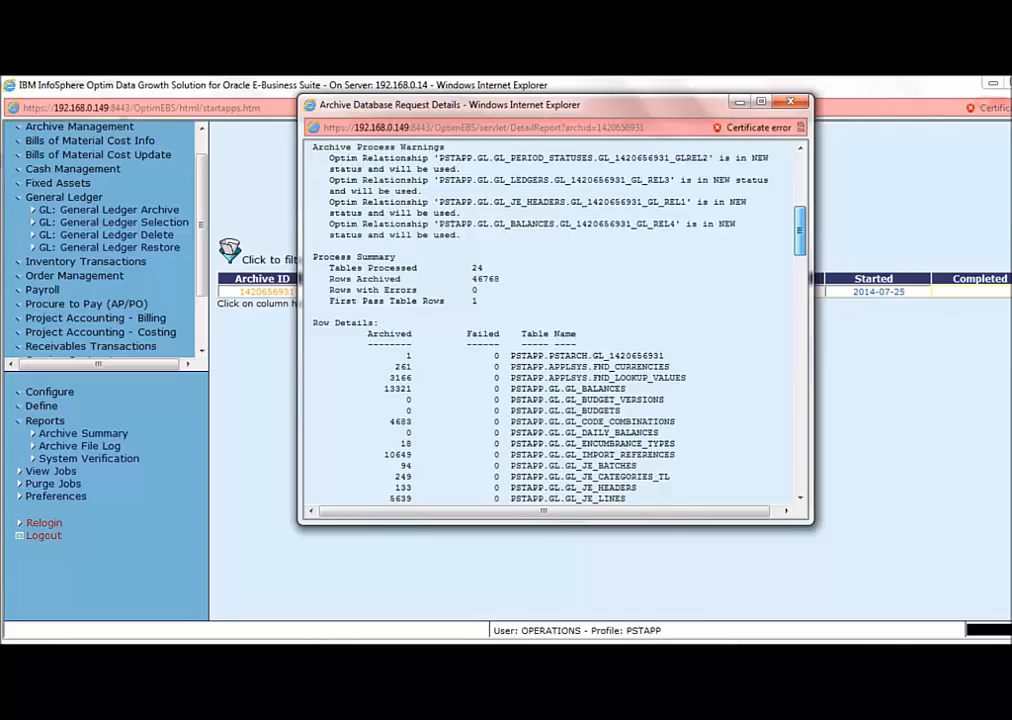 IBM InfoSphere Optim Data Growth Solution for Oracle E-Business Suite - On Server: 192.168.0.14 - Windows Internet Explorer
https://192.168.0.149:8443/OptimEBS/html/startapps.htm
Certific
Archive Management
Bills of Material Cost Info
Bills of Material Cost Update
Cash Management
Fixed Assets
General Ledger
GL: General Ledger Archive
GL: General Ledger Selection
GL: General Ledger Delete
GL: General Ledger Restore
Inventory Transactions
Order Management
Payroll
Procure to Pay (AP/PO)
Project Accounting - Billing
Project Accounting - Costing
Receivables Transactions
Configure
Define
Reports
Archive Summary
Archive File Log
System Verification
View Jobs
Purge Jobs
Preferences
Relogin
Logout
Click to filt
Archive ID
1420656931
Click on column h
Started
Completed
2014-07-25
Archive Database Request Details - Windows Internet Explorer
https://192.168.0.149:8443/OptimEBS/servlet/DetailReport?archid=1420656931
Certificate error
Archive Process Warnings
Optim Relationship 'PSTAPP.GL.GL_PERIOD_STATUSES.GL_1420656931_GLREL2' is in NEW
status and will be used.
Optim Relationship 'PSTAPP.GL.GL_LEDGERS.GL_1420656931_GL_REL3' is in NEW status
and will be used.
Optim Relationship 'PSTAPP.GL.GL_JE_HEADERS.GL_1420656931_GL_REL1' is in NEW
status and will be used.
Optim Relationship 'PSTAPP.GL.GL_BALANCES.GL_1420656931_GL_REL4' is in NEW
status and will be used.
Process Summary
Tables Processed 24
Rows Archived 46768
Rows with Errors 0
First Pass Table Rows 1
Row Details:
Archived Failed Table Name
-------- ------ ----- ----
1 0 PSTAPP.PSTARCH.GL_1420656931
261 0 PSTAPP.APPLSYS.FND_CURRENCIES
3166 0 PSTAPP.APPLSYS.FND_LOOKUP_VALUES
13321 0 PSTAPP.GL.GL_BALANCES
0 0 PSTAPP.GL.GL_BUDGET_VERSIONS
0 0 PSTAPP.GL.GL_BUDGETS
4683 0 PSTAPP.GL.GL_CODE_COMBINATIONS
0 0 PSTAPP.GL.GL_DAILY_BALANCES
18 0 PSTAPP.GL.GL_ENCUMBRANCE_TYPES
10649 0 PSTAPP.GL.GL_IMPORT_REFERENCES
94 0 PSTAPP.GL.GL_JE_BATCHES
249 0 PSTAPP.GL.GL_JE_CATEGORIES_TL
133 0 PSTAPP.GL.GL_JE_HEADERS
5639 0 PSTAPP.GL.GL_JE_LINES
User: OPERATIONS - Profile: PSTAPP